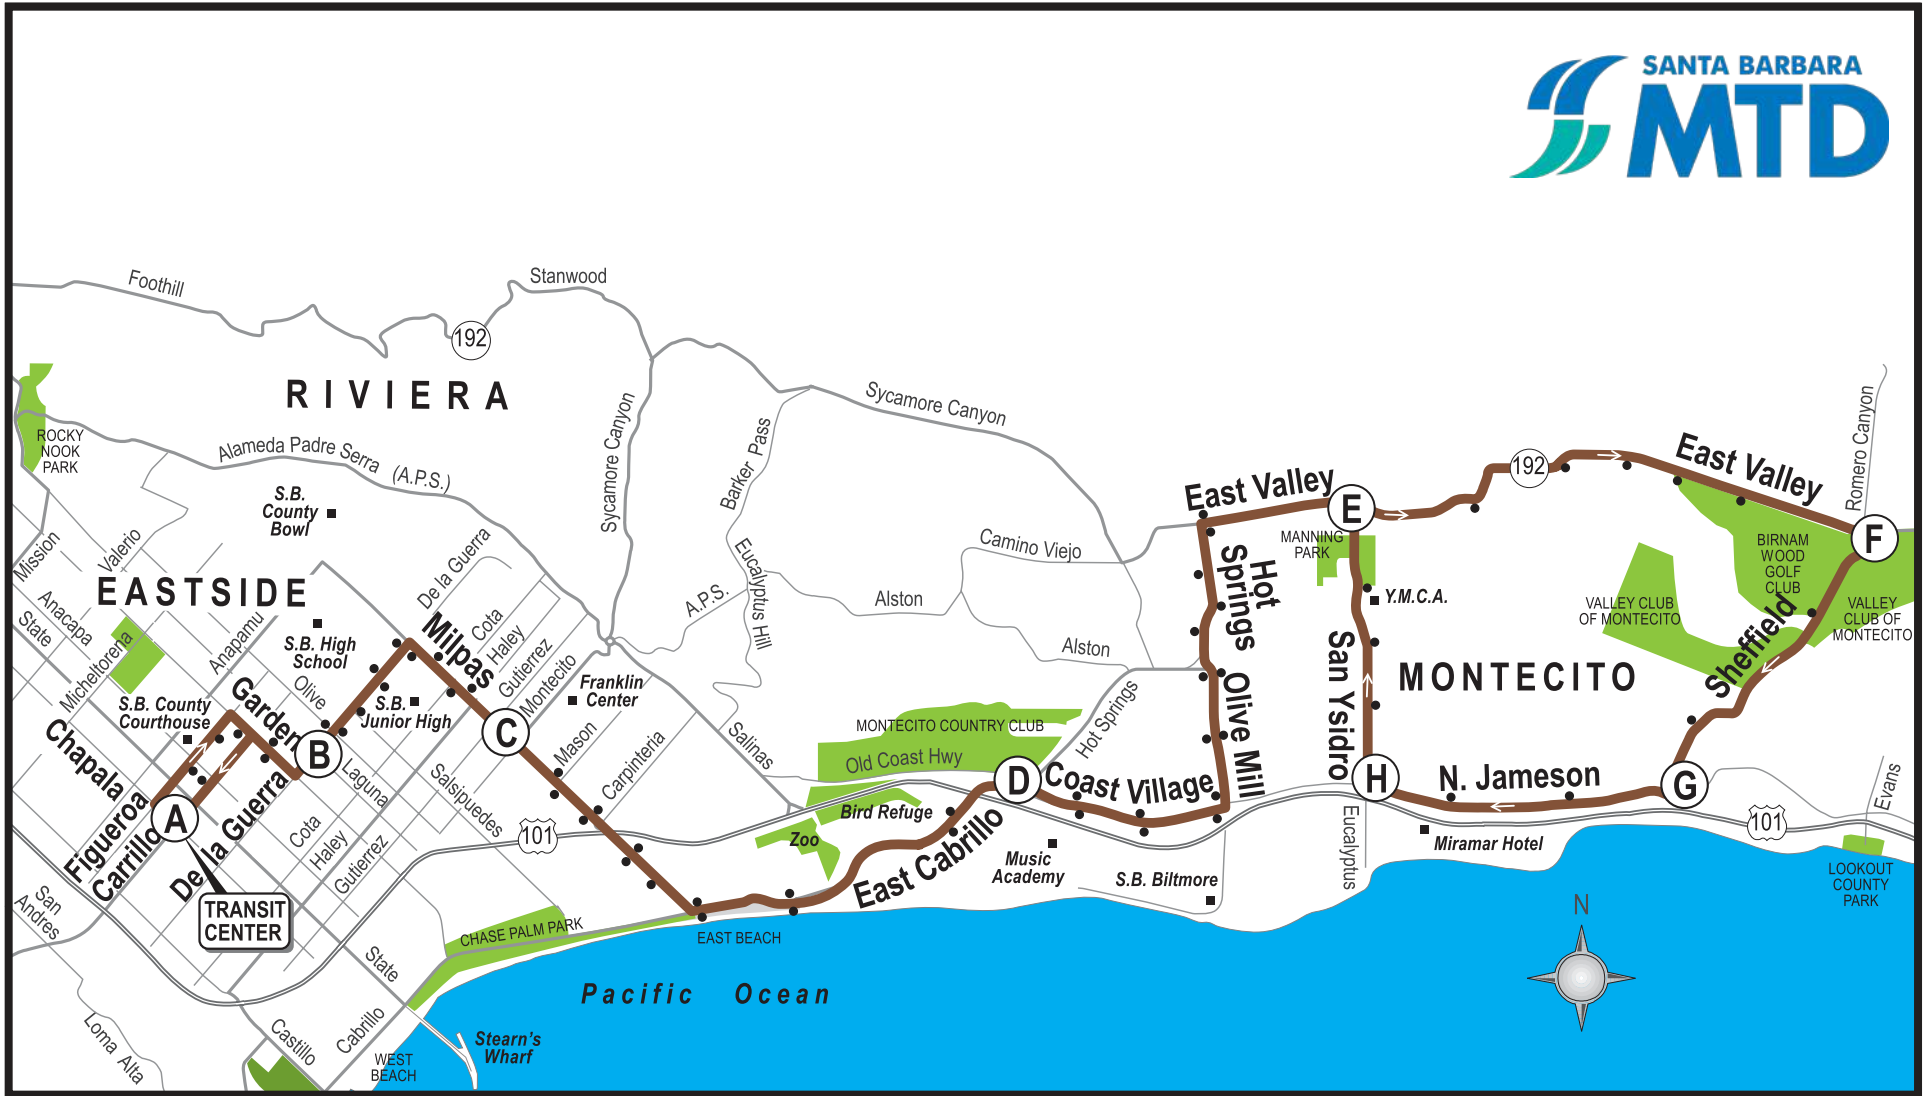 SANTA BARBARA
MTD
Foothill
Stanwood
192
RIVIERA
Sycamore Canyon
Sycamore Canyon
Barker Pass
Romero Canyon
ROCKY
NOOK
PARK
Alameda Padre Serra (A.P.S.)
S.B.
County
Bowl
East Valley
192
East Valley
E
F
MANNING
PARK
BIRNAM
WOOD
GOLF
CLUB
Mission
Valerio
De la Guerra
Camino Viejo
Eucalyptus Hill
Hot
Springs
EASTSIDE
Anacapa
State
Micheltorena
Anapamu
S.B. High
School
Milpas
Cota
Haley
Gutierrez
Montecito
A.P.S.
Alston
Alston
Y.M.C.A.
VALLEY CLUB
OF MONTECITO
VALLEY
CLUB OF
MONTECITO
Sheffield
San Ysidro
MONTECITO
S.B. County
Courthouse
Garden
Olive
S.B.
Junior High
Franklin
Center
Olive Mill
Hot Springs
Chapala
B
C
Mason
Carpinteria
Salinas
MONTECITO COUNTRY CLUB
Old Coast Hwy
D
Coast Village
H
N. Jameson
G
Evans
Figueroa
Carrillo
A
De la Guerra
Laguna
Salsipuedes
Cota
Haley
Gutierrez
101
Bird Refuge
Zoo
East Cabrillo
Music
Academy
S.B. Biltmore
Eucalyptus
Miramar Hotel
101
LOOKOUT
COUNTY
PARK
San
Andres
TRANSIT
CENTER
CHASE PALM PARK
EAST BEACH
N
State
Pacific Ocean
Loma Alta
Castillo
Cabrillo
WEST
BEACH
Stearn's
Wharf